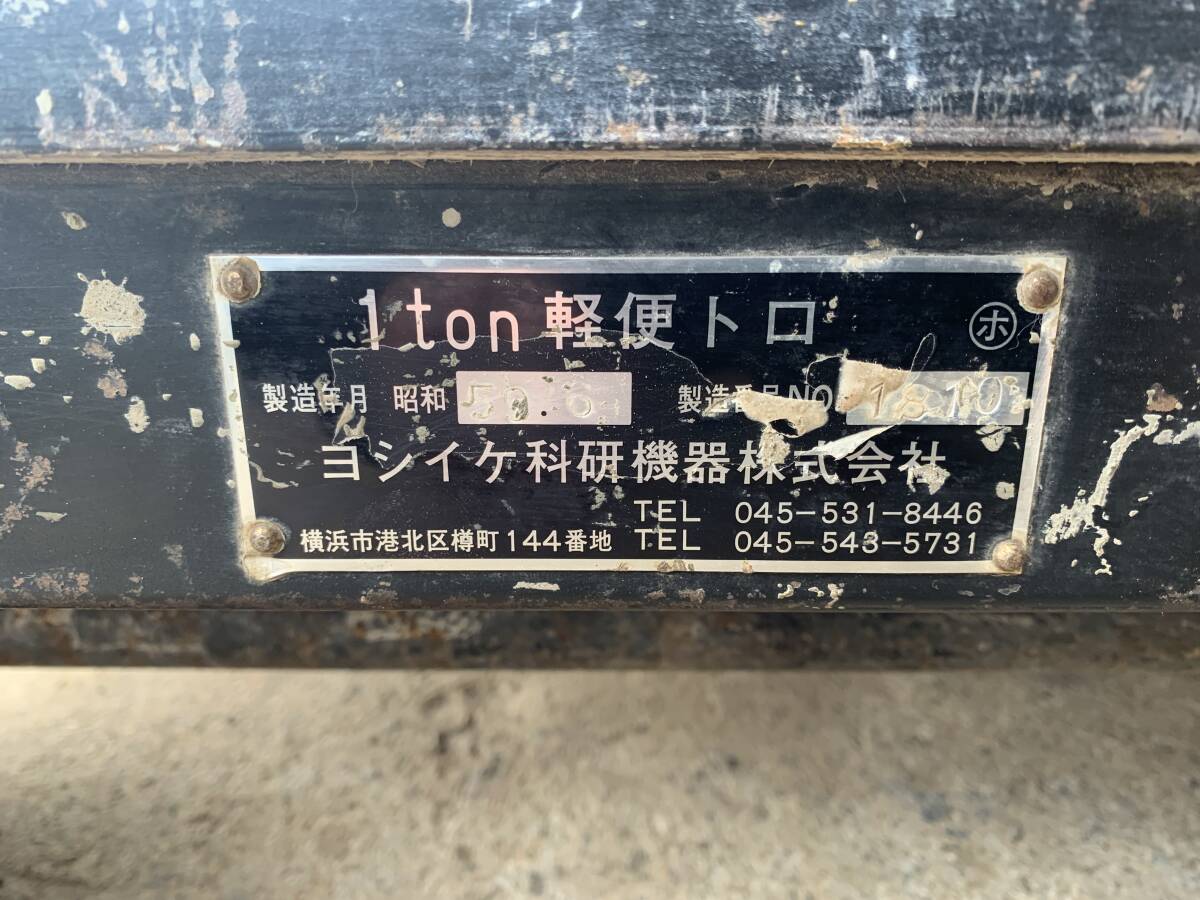 1ton 軽便トロ ㋭
製造年月 昭和 59.6 製造番号NO
ヨシイケ科研機器株式会社
TEL 045-531-8446
横浜市港北区樽町144番地 TEL 045-543-5731